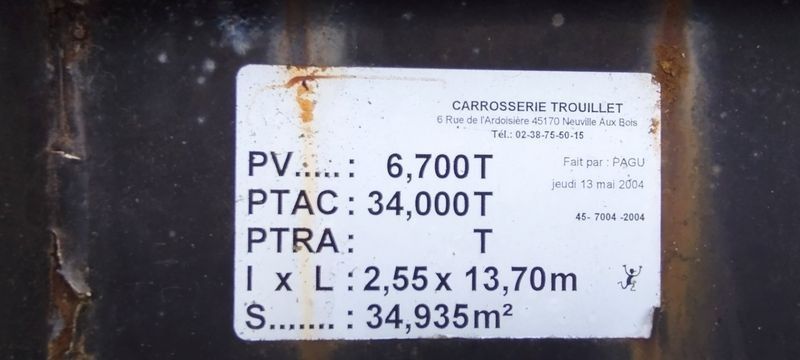 CARROSSERIE TROUILLET
6 Rue de l'Ardoisière 45170 Neuville Aux Bois
Tél.: 02-38-75-50-15
PV.....: 6,700T
Fait par : PAGU
jeudi 13 mai 2004
PTAC: 34,000T
45- 7004 -2004
PTRA: T
l x L : 2,55 x 13,70m
S....... : 34,935m²